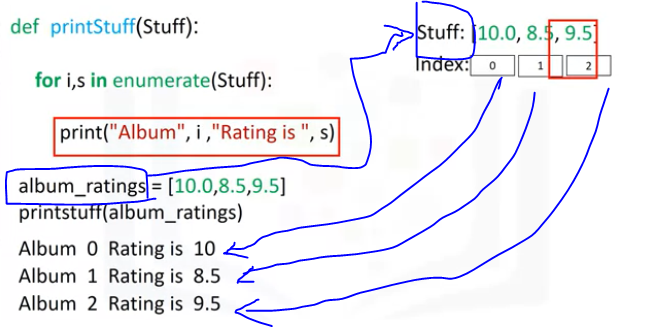 def printStuff(Stuff):
for i,s in enumerate(Stuff):
print("Album", i ,"Rating is ", s)
album_ratings = [10.0,8.5,9.5]
printstuff(album_ratings)
Album 0 Rating is 10
Album 1 Rating is 8.5
Album 2 Rating is 9.5
Stuff: [10.0, 8.5, 9.5]
Index: 0 1 2